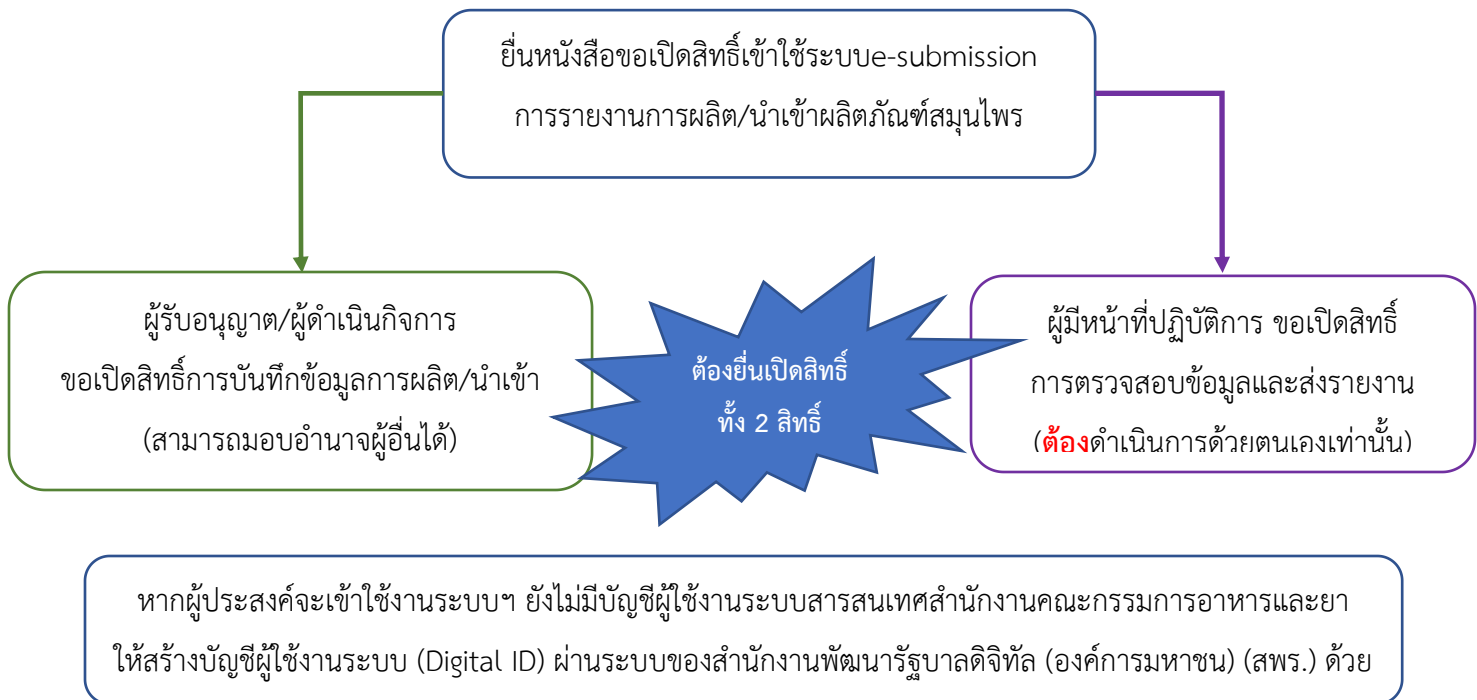 ยื่นหนังสือขอเปิดสิทธิ์เข้าใช้ระบบe-submission
การรายงานการผลิต/นำเข้าผลิตภัณฑ์สมุนไพร
ผู้รับอนุญาต/ผู้ดำเนินกิจการ
ขอเปิดสิทธิ์การบันทึกข้อมูลการผลิต/นำเข้า
(สามารถมอบอำนาจผู้อื่นได้)
ต้องยื่นเปิดสิทธิ์
ทั้ง 2 สิทธิ์
ผู้มีหน้าที่ปฏิบัติการ ขอเปิดสิทธิ์
การตรวจสอบข้อมูลและส่งรายงาน
(ต้องดำเนินการด้วยตนเองเท่านั้น)
หากผู้ประสงค์จะเข้าใช้งานระบบฯ ยังไม่มีบัญชีผู้ใช้งานระบบสารสนเทศสำนักงานคณะกรรมการอาหารและยา
ให้สร้างบัญชีผู้ใช้งานระบบ (Digital ID) ผ่านระบบของสำนักงานพัฒนารัฐบาลดิจิทัล (องค์การมหาชน) (สพร.) ด้วย